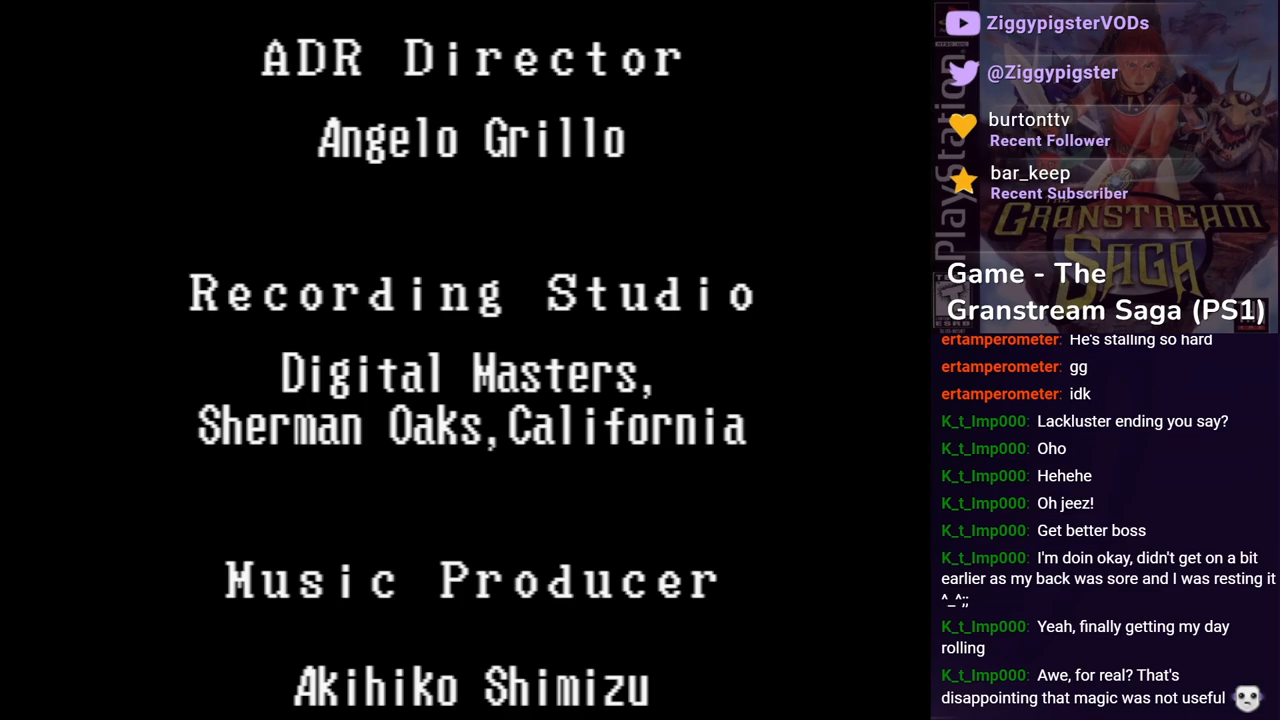 ADR Director
Angelo Grillo
Recording Studio
Digital Masters,
Sherman Oaks,California
Music Producer
Akihiko Shimizu
ZiggypigsterVODs
@Ziggypigster
burtonttv
Recent Follower
bar_keep
Recent Subscriber
PlayStation
THE
GRANSTREAM
SAGA
Game - The
Granstream Saga (PS1)
ertamperometer: He's stalling so hard
ertamperometer: gg
ertamperometer: idk
K_t_Imp000: Lackluster ending you say?
K_t_Imp000: Oho
K_t_Imp000: Hehehe
K_t_Imp000: Oh jeez!
K_t_Imp000: Get better boss
K_t_Imp000: I'm doin okay, didn't get on a bit
earlier as my back was sore and I was resting it
^_^;;
K_t_Imp000: Yeah, finally getting my day
rolling
K_t_Imp000: Awe, for real? That's
disappointing that magic was not useful